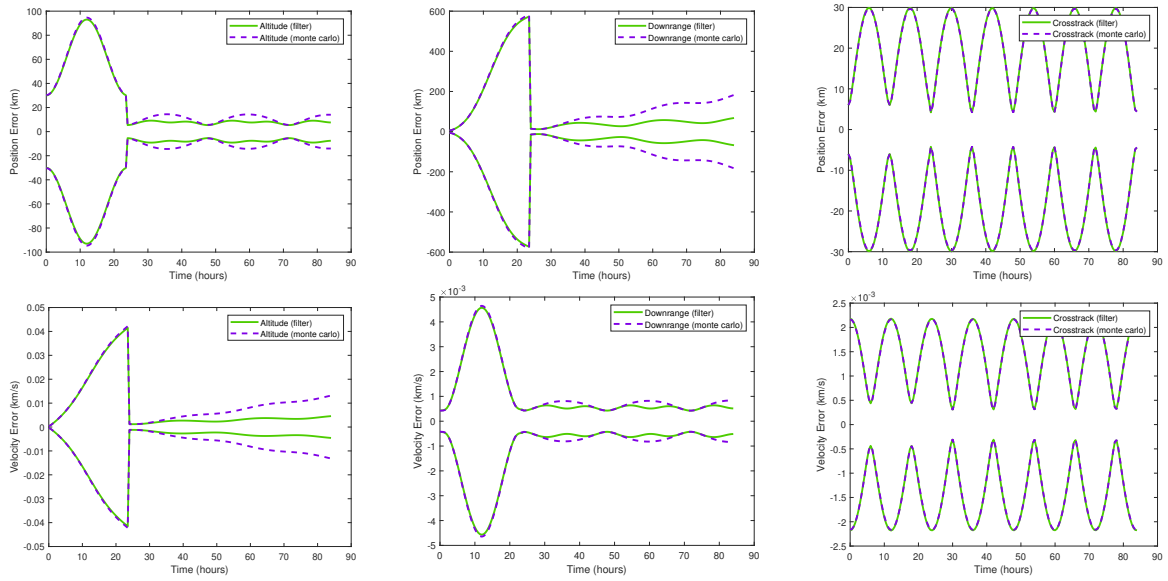 100
80
60
40
20
0
-20
-40
-60
-80
-100
Position Error (km)
0 10 20 30 40 50 60 70 80 90
Time (hours)
Altitude (filter)
Altitude (monte carlo)
600
400
200
0
-200
-400
-600
Position Error (km)
0 10 20 30 40 50 60 70 80 90
Time (hours)
Downrange (filter)
Downrange (monte carlo)
30
20
10
0
-10
-20
-30
Position Error (km)
0 10 20 30 40 50 60 70 80 90
Time (hours)
Crosstrack (filter)
Crosstrack (monte carlo)
0.05
0.04
0.03
0.02
0.01
0
-0.01
-0.02
-0.03
-0.04
-0.05
Velocity Error (km/s)
0 10 20 30 40 50 60 70 80 90
Time (hours)
Altitude (filter)
Altitude (monte carlo)
×10⁻³
5
4
3
2
1
0
-1
-2
-3
-4
-5
Velocity Error (km/s)
0 10 20 30 40 50 60 70 80 90
Time (hours)
Downrange (filter)
Downrange (monte carlo)
×10⁻³
2.5
2
1.5
1
0.5
0
-0.5
-1
-1.5
-2
-2.5
Velocity Error (km/s)
0 10 20 30 40 50 60 70 80 90
Time (hours)
Crosstrack (filter)
Crosstrack (monte carlo)